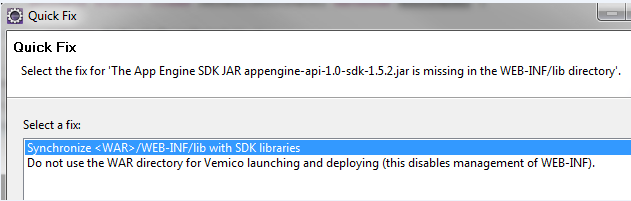 Quick Fix
Quick Fix
Select the fix for 'The App Engine SDK JAR appengine-api-1.0-sdk-1.5.2.jar is missing in the WEB-INF/lib directory'.
Select a fix:
Synchronize <WAR>/WEB-INF/lib with SDK libraries
Do not use the WAR directory for Vemico launching and deploying (this disables management of WEB-INF).